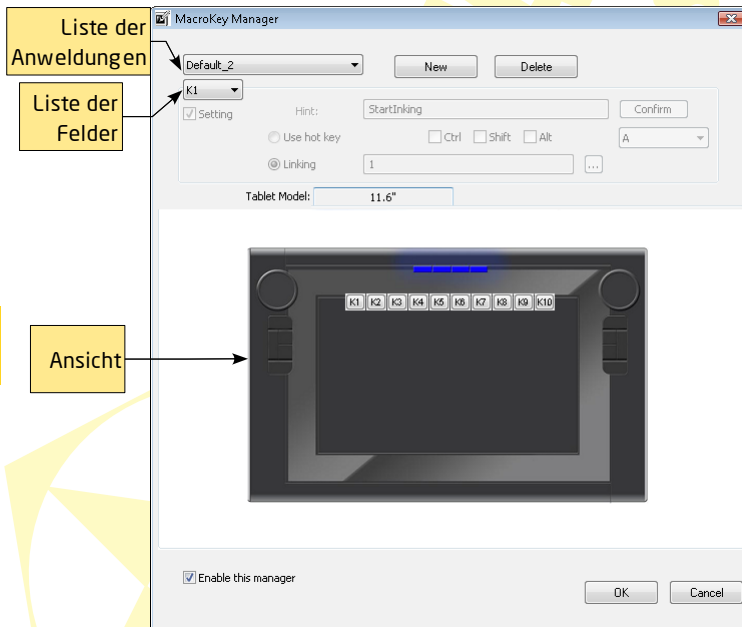 MacroKey Manager
Liste der
Anweldungen
Default_2
New
Delete
Liste der
Felder
K1
Setting
Hint:
StartInking
Confirm
Use hot key
Ctrl
Shift
Alt
A
Linking
1
...
Tablet Model:
11.6"
K1 K2 K3 K4 K5 K6 K7 K8 K9 K10
Ansicht
Enable this manager
OK
Cancel